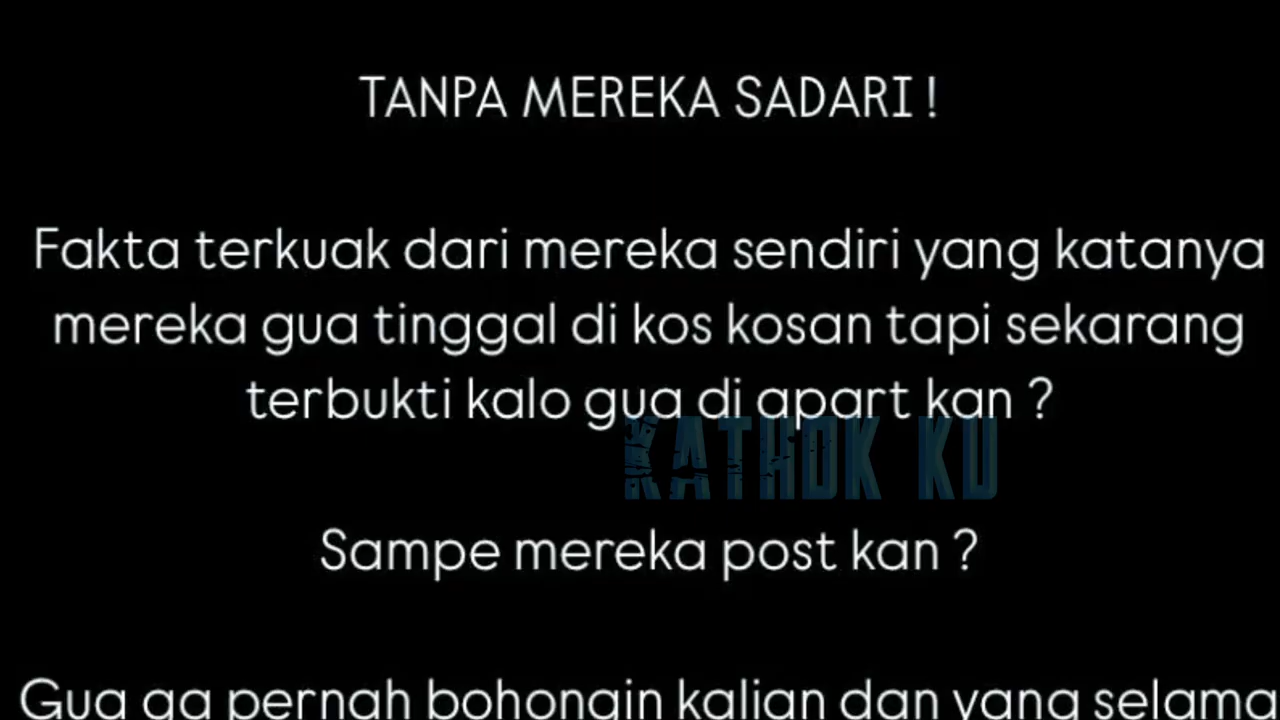 TANPA MEREKA SADARI !
Fakta terkuak dari mereka sendiri yang katanya
mereka gua tinggal di kos kosan tapi sekarang
terbukti kalo gua di apart kan ?
KATHOK KU
Sampe mereka post kan ?
Gua ga pernah bohongin kalian dan yang selama